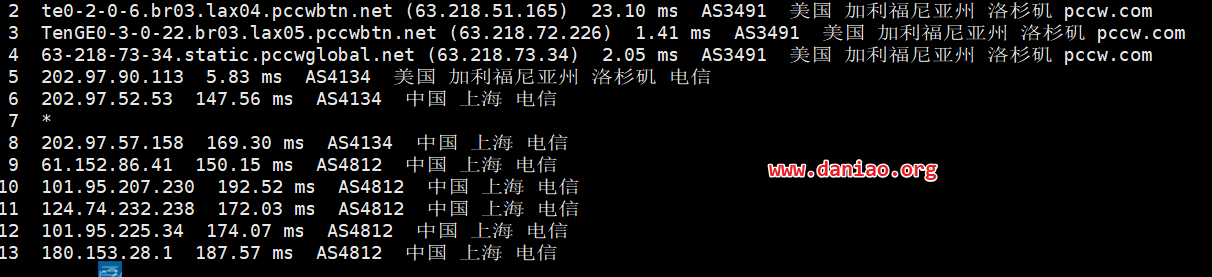 2 te0-2-0-6.br03.lax04.pccwbtn.net (63.218.51.165) 23.10 ms AS3491 美国 加利福尼亚州 洛杉矶 pccw.com
3 TenGE0-3-0-22.br03.lax05.pccwbtn.net (63.218.72.226) 1.41 ms AS3491 美国 加利福尼亚州 洛杉矶 pccw.com
4 63-218-73-34.static.pccwglobal.net (63.218.73.34) 2.05 ms AS3491 美国 加利福尼亚州 洛杉矶 pccw.com
5 202.97.90.113 5.83 ms AS4134 美国 加利福尼亚州 洛杉矶 电信
6 202.97.52.53 147.56 ms AS4134 中国 上海 电信
7 *
8 202.97.57.158 169.30 ms AS4134 中国 上海 电信
9 61.152.86.41 150.15 ms AS4812 中国 上海 电信
www.daniao.org
10 101.95.207.230 192.52 ms AS4812 中国 上海 电信
11 124.74.232.238 172.03 ms AS4812 中国 上海 电信
12 101.95.225.34 174.07 ms AS4812 中国 上海 电信
13 180.153.28.1 187.57 ms AS4812 中国 上海 电信